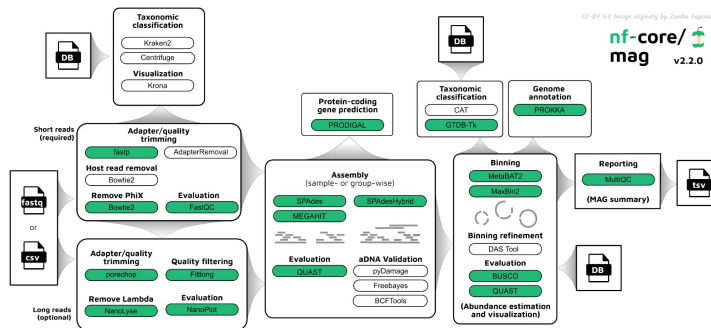 CC-BY 4.0 Design originally by Zandra Fagernäs
nf-core/
mag v2.2.0
DB
Taxonomic
classification
Kraken2
Centrifuge
Visualization
Krona
DB
Protein-coding
gene prediction
PRODIGAL
Taxonomic
classification
CAT
GTDB-Tk
Genome
annotation
PROKKA
Short reads
(required)
Adapter/quality
trimming
fastp
AdapterRemoval
Host read removal
Bowtie2
Remove PhiX
Evaluation
Bowtie2
FastQC
fastq
or
csv
Adapter/quality
trimming
Quality filtering
porechop
Filtlong
Remove Lambda
Evaluation
NanoLyse
NanoPlot
Long reads
(optional)
Assembly
(sample- or group-wise)
SPAdes
SPAdesHybrid
MEGAHIT
Evaluation
aDNA Validation
QUAST
pyDamage
Freebayes
BCFTools
Binning
MetaBAT2
MaxBin2
Binning refinement
DAS Tool
Evaluation
BUSCO
QUAST
(Abundance estimation
and visualization)
Reporting
MultiQC
(MAG summary)
tsv
DB